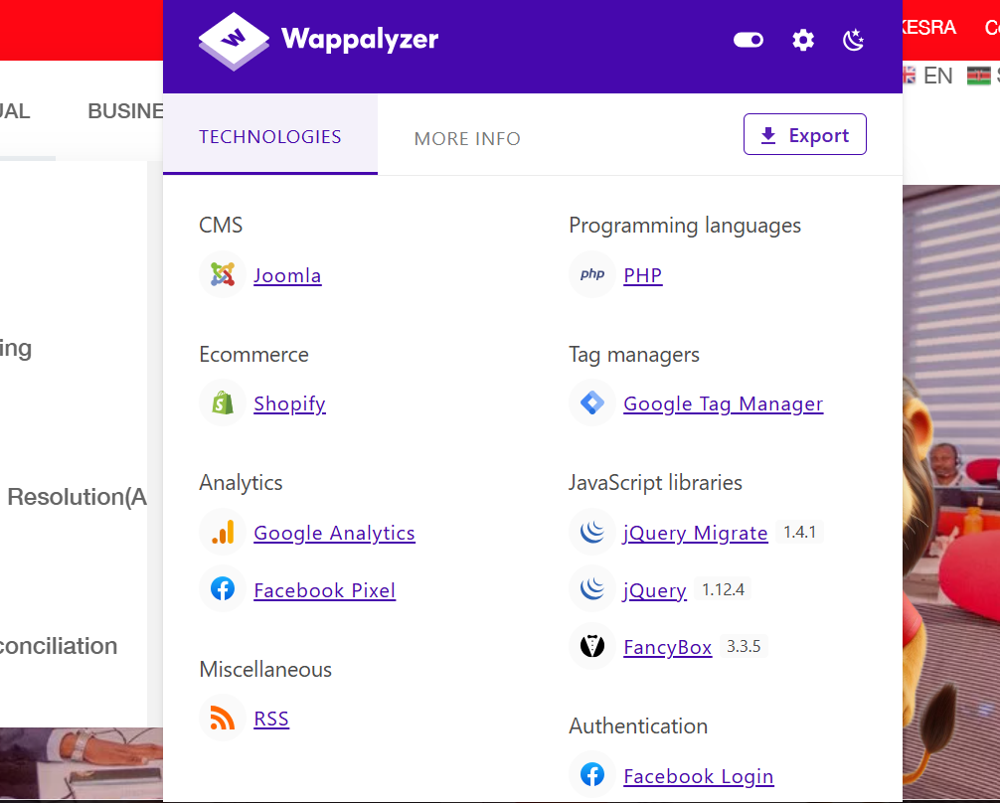 Wappalyzer
KESRA
EN
UAL
BUSINE
TECHNOLOGIES
MORE INFO
Export
CMS
Joomla
Programming languages
php
PHP
ing
Ecommerce
Shopify
Tag managers
Google Tag Manager
Resolution(A
Analytics
Google Analytics
Facebook Pixel
JavaScript libraries
jQuery Migrate 1.4.1
jQuery 1.12.4
FancyBox 3.3.5
conciliation
Miscellaneous
RSS
Authentication
Facebook Login